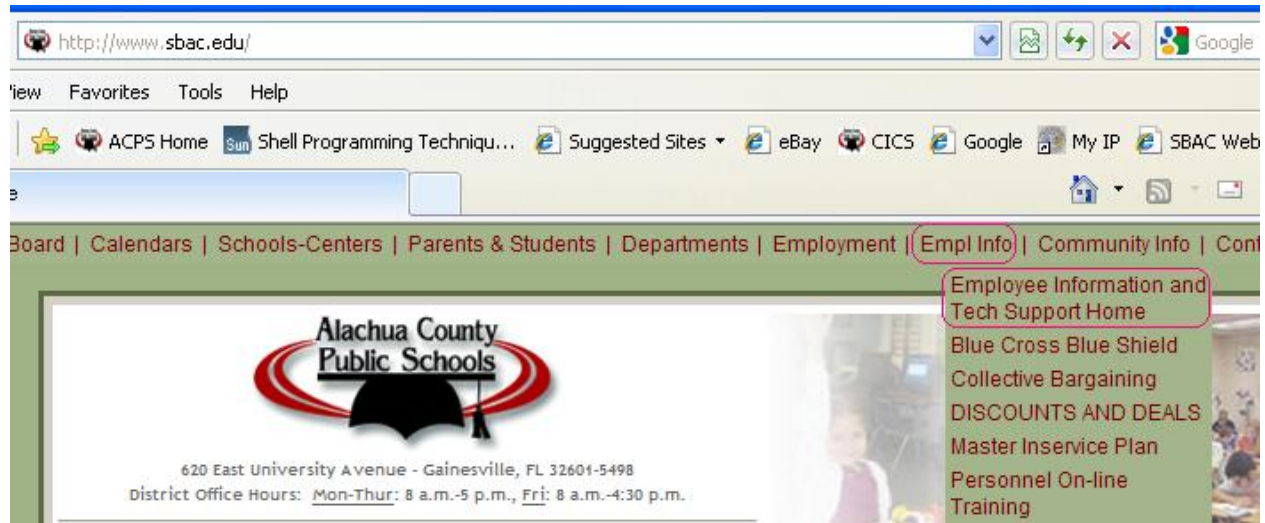 http://www.sbac.edu/ Google
View Favorites Tools Help
ACPS Home Sun Shell Programming Techniqu... Suggested Sites eBay CICS Google My IP SBAC Web
e
Board | Calendars | Schools-Centers | Parents & Students | Departments | Employment | Empl Info | Community Info | Cont
Employee Information and
Tech Support Home
Blue Cross Blue Shield
Collective Bargaining
DISCOUNTS AND DEALS
Master Inservice Plan
Personnel On-line
Training
Alachua County
Public Schools
620 East University Avenue - Gainesville, FL 32601-5498
District Office Hours: Mon-Thur: 8 a.m.-5 p.m., Fri: 8 a.m.-4:30 p.m.